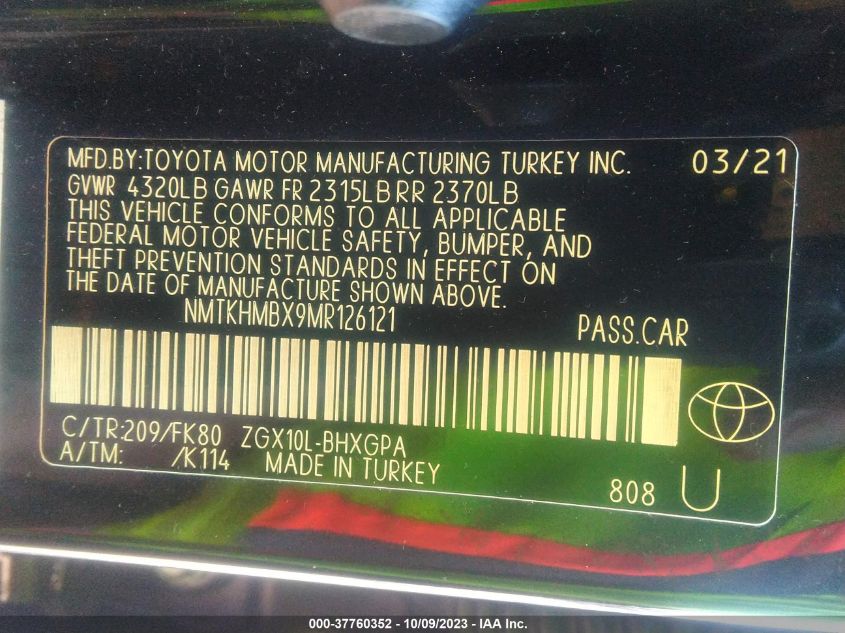 MFD.BY:TOYOTA MOTOR MANUFACTURING TURKEY INC. 03/21
GVWR 4320LB GAWR FR 2315LB RR 2370LB
THIS VEHICLE CONFORMS TO ALL APPLICABLE
FEDERAL MOTOR VEHICLE SAFETY, BUMPER, AND
THEFT PREVENTION STANDARDS IN EFFECT ON
THE DATE OF MANUFACTURE SHOWN ABOVE.
NMTKHMBX9MR126121 PASS.CAR
C/TR:209/FK80 ZGX10L-BHXGPA
A/TM: /K114 MADE IN TURKEY
808 U
000-37760352 - 10/09/2023 - IAA Inc.